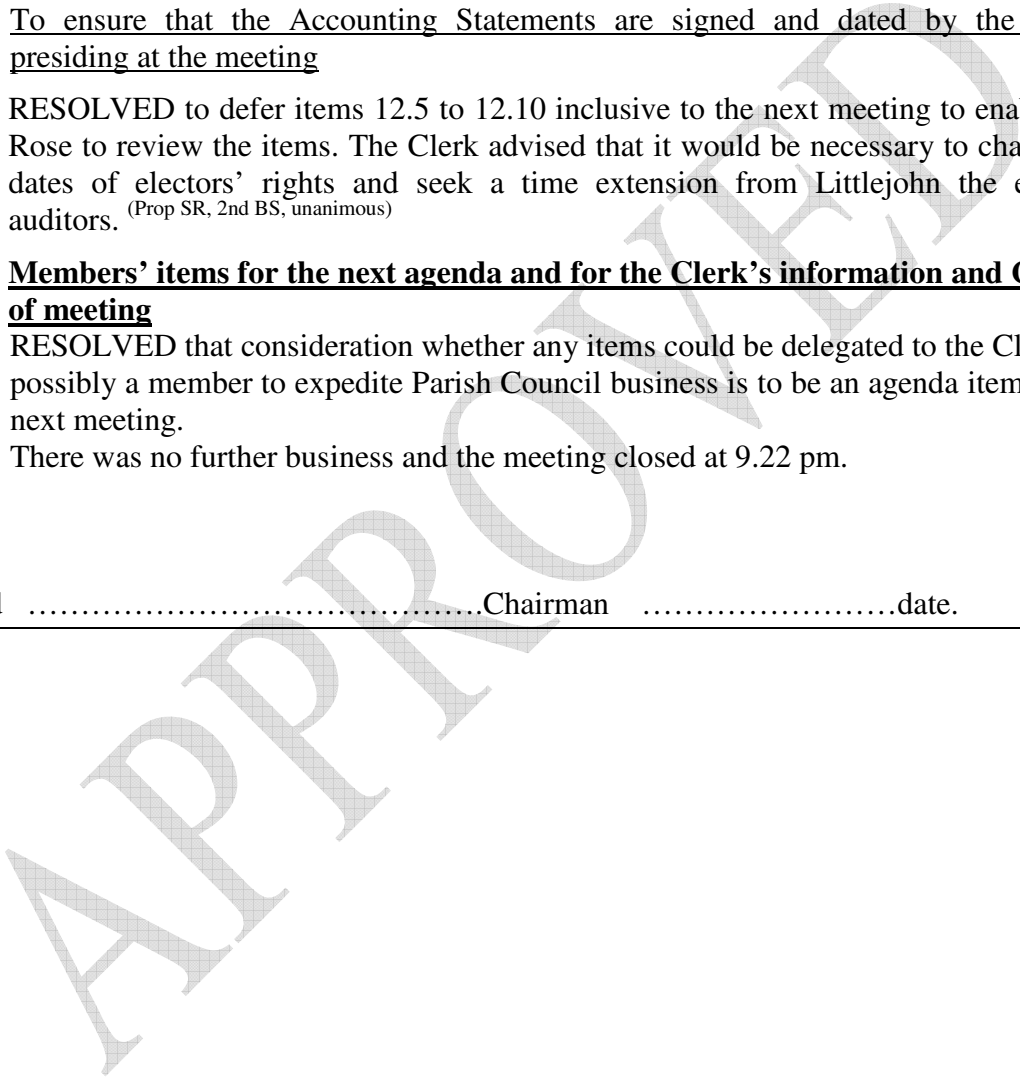 To ensure that the Accounting Statements are signed and dated by the
presiding at the meeting
RESOLVED to defer items 12.5 to 12.10 inclusive to the next meeting to
Rose to review the items. The Clerk advised that it would be necessary to
dates of electors’ rights and seek a time extension from Littlejohn the
auditors. (Prop SR, 2nd BS, unanimous)
Members’ items for the next agenda and for the Clerk’s information and
of meeting
RESOLVED that consideration whether any items could be delegated to the
possibly a member to expedite Parish Council business is to be an agenda item
next meeting.
There was no further business and the meeting closed at 9.22 pm.
…………………………………….Chairman ……………………date.
APPROVED